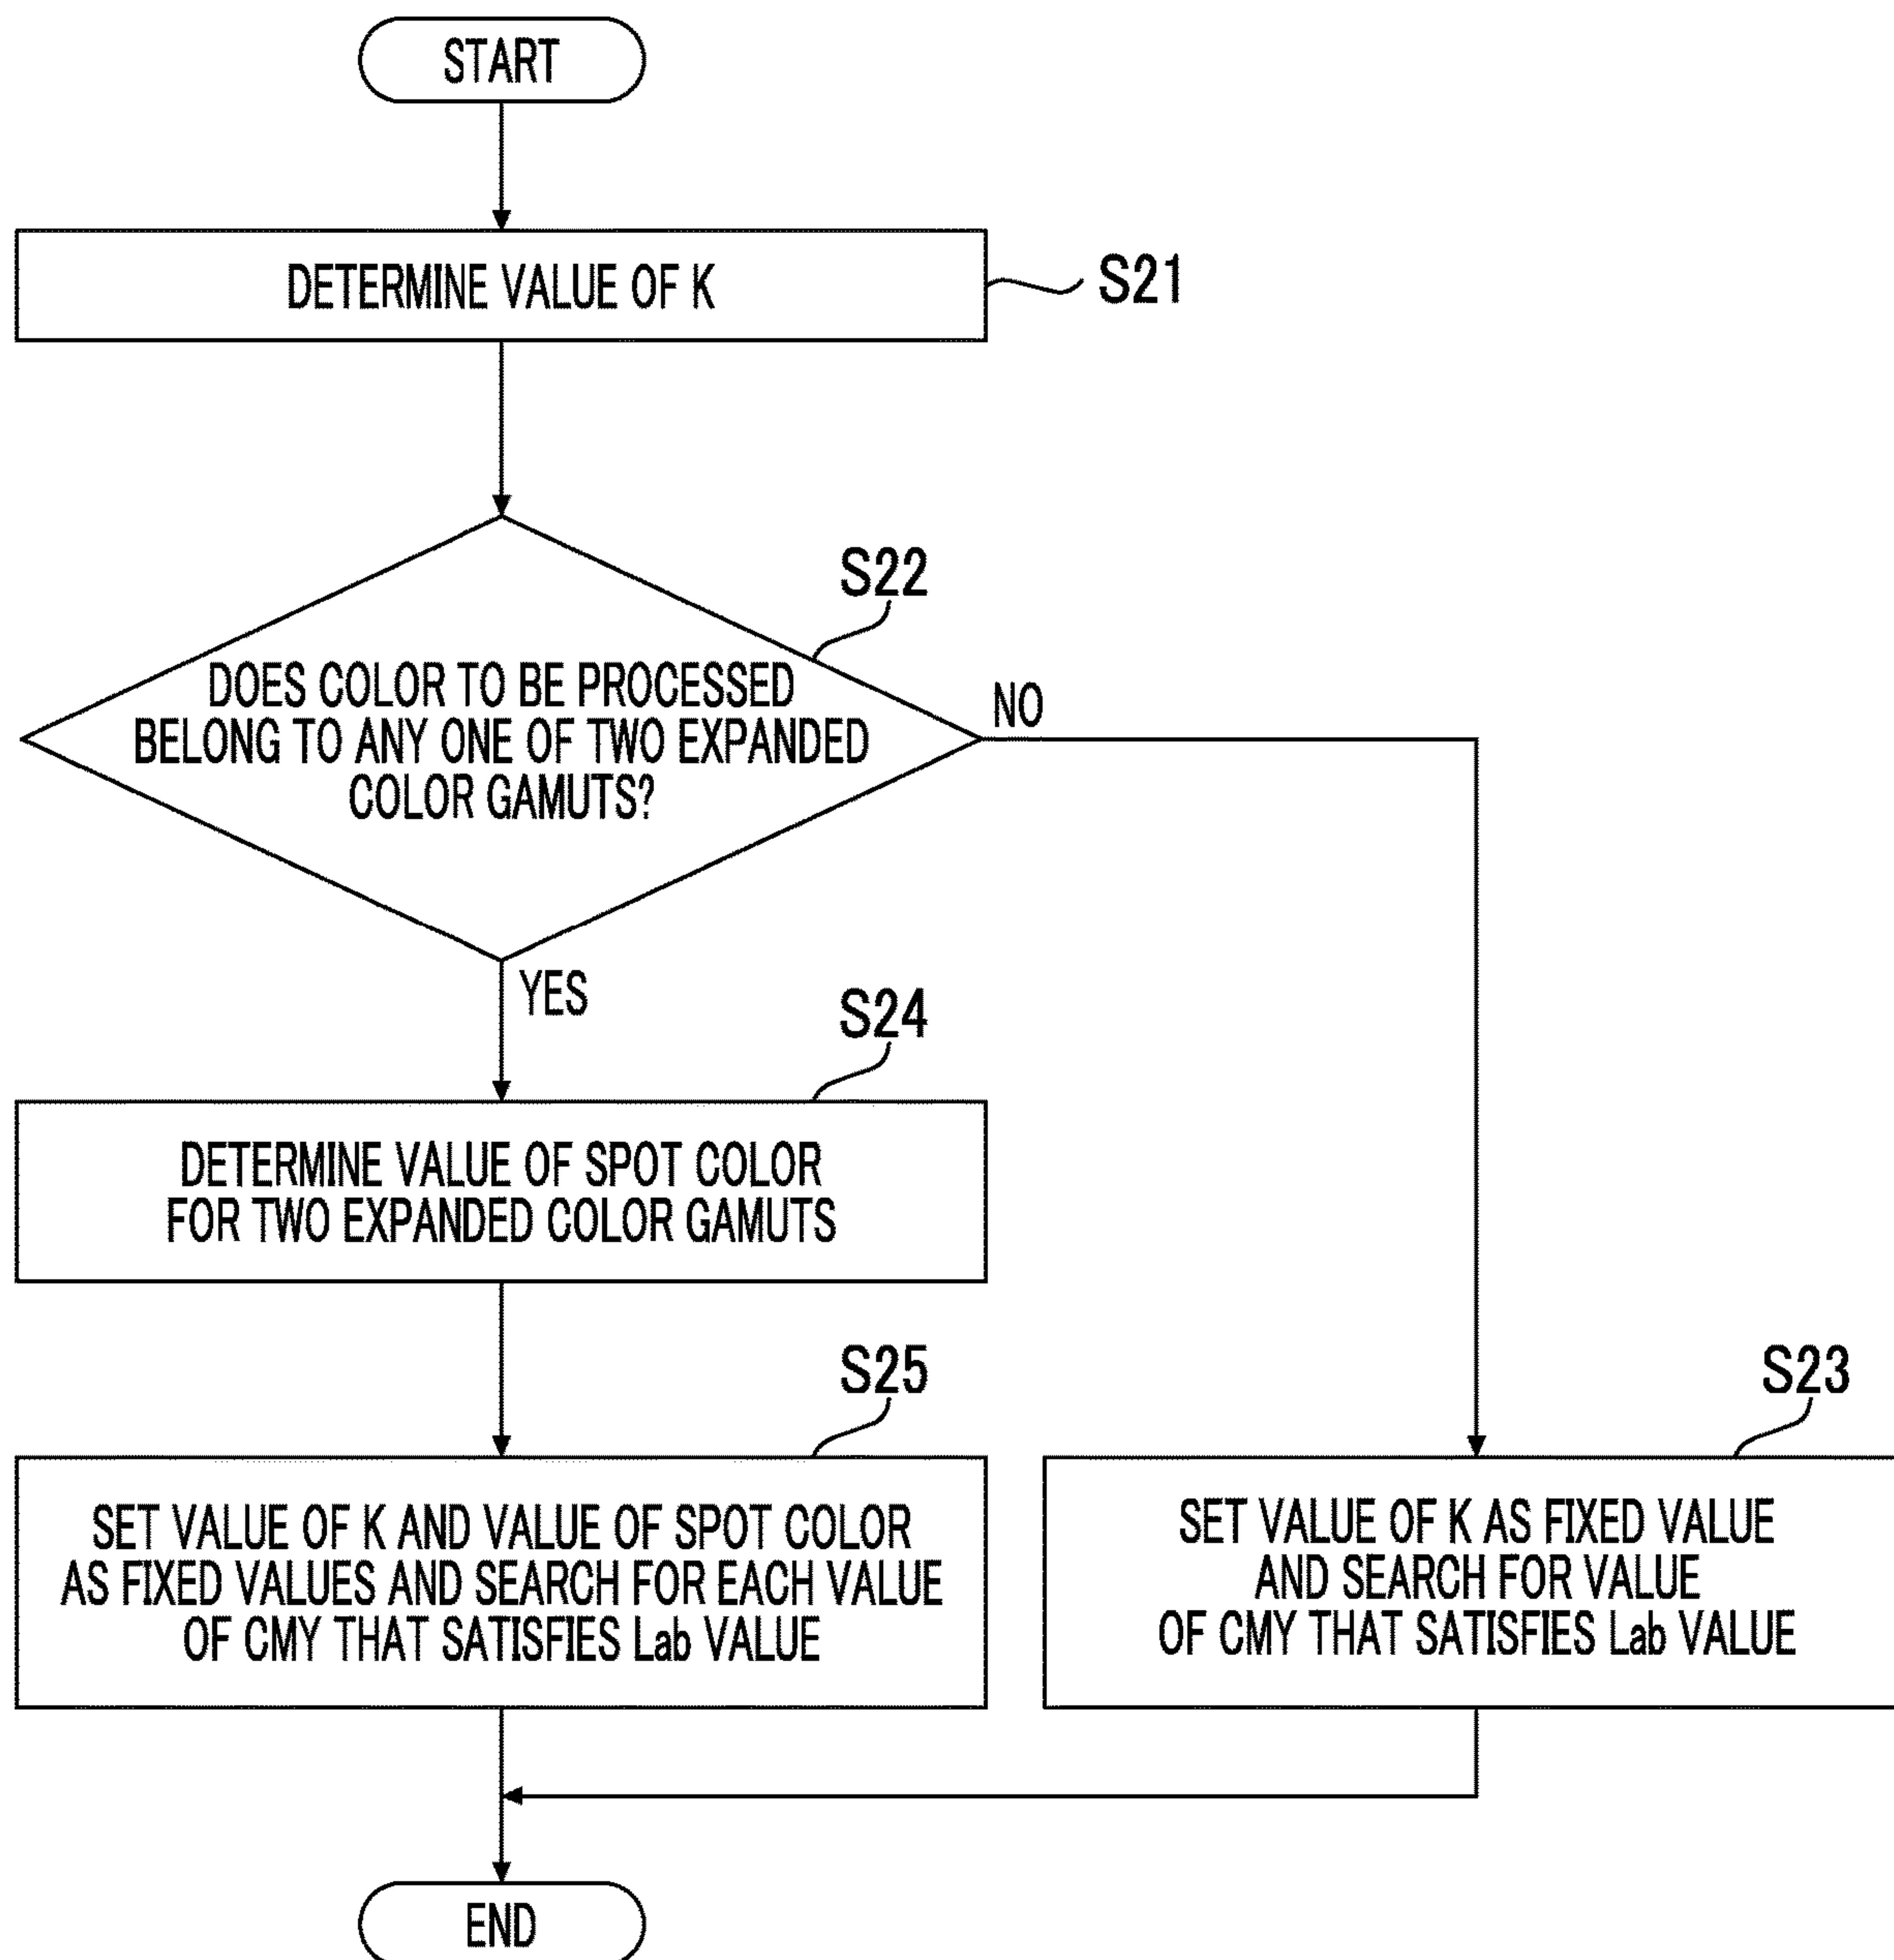 START
DETERMINE VALUE OF K
S21
S22
DOES COLOR TO BE PROCESSED
BELONG TO ANY ONE OF TWO EXPANDED
COLOR GAMUTS?
NO
YES
S24
DETERMINE VALUE OF SPOT COLOR
FOR TWO EXPANDED COLOR GAMUTS
S25
SET VALUE OF K AND VALUE OF SPOT COLOR
AS FIXED VALUES AND SEARCH FOR EACH VALUE
OF CMY THAT SATISFIES Lab VALUE
S23
SET VALUE OF K AS FIXED VALUE
AND SEARCH FOR VALUE
OF CMY THAT SATISFIES Lab VALUE
END